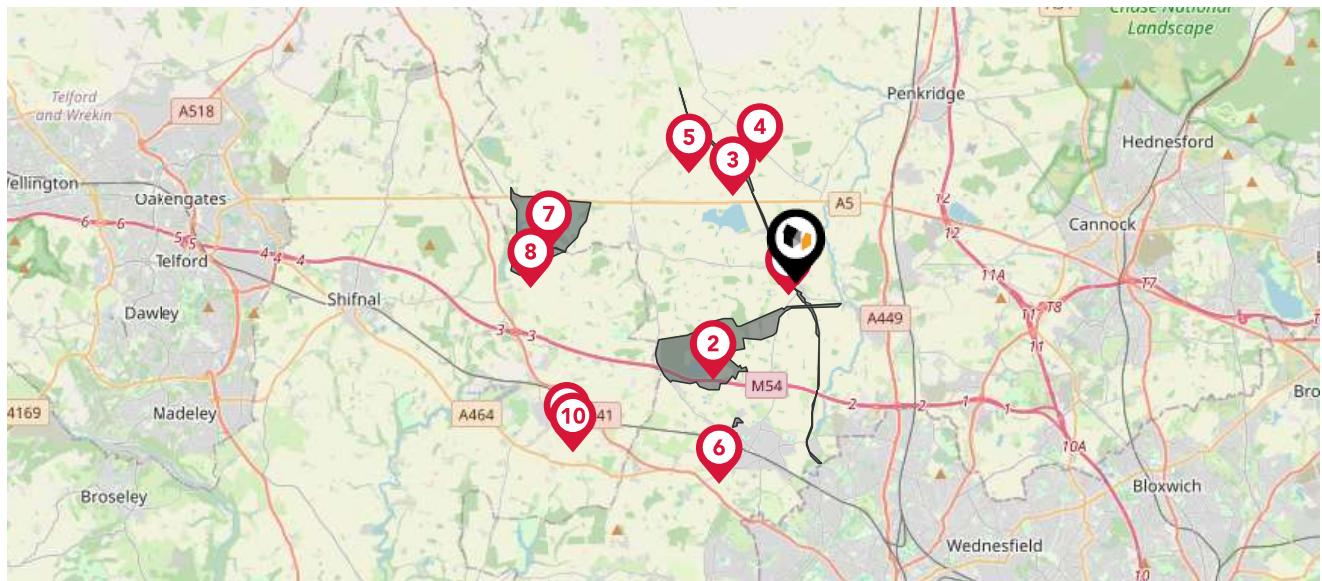 Chase National
Landscape
Telford
and Wrekin
A518
Penkridge
Hednesford
5
4
3
Wellington
Oakengates
A5
T2
12
Cannock
7
6
6
5
5
4
4
4
8
Telford
11A
T7
Shifnal
Dawley
3
3
2
A449
11
T8
11
M54
A464
41
10
2
2
1
1
4169
Madeley
Bro
10A
6
Broseley
Bloxwich
Wednesfield
10